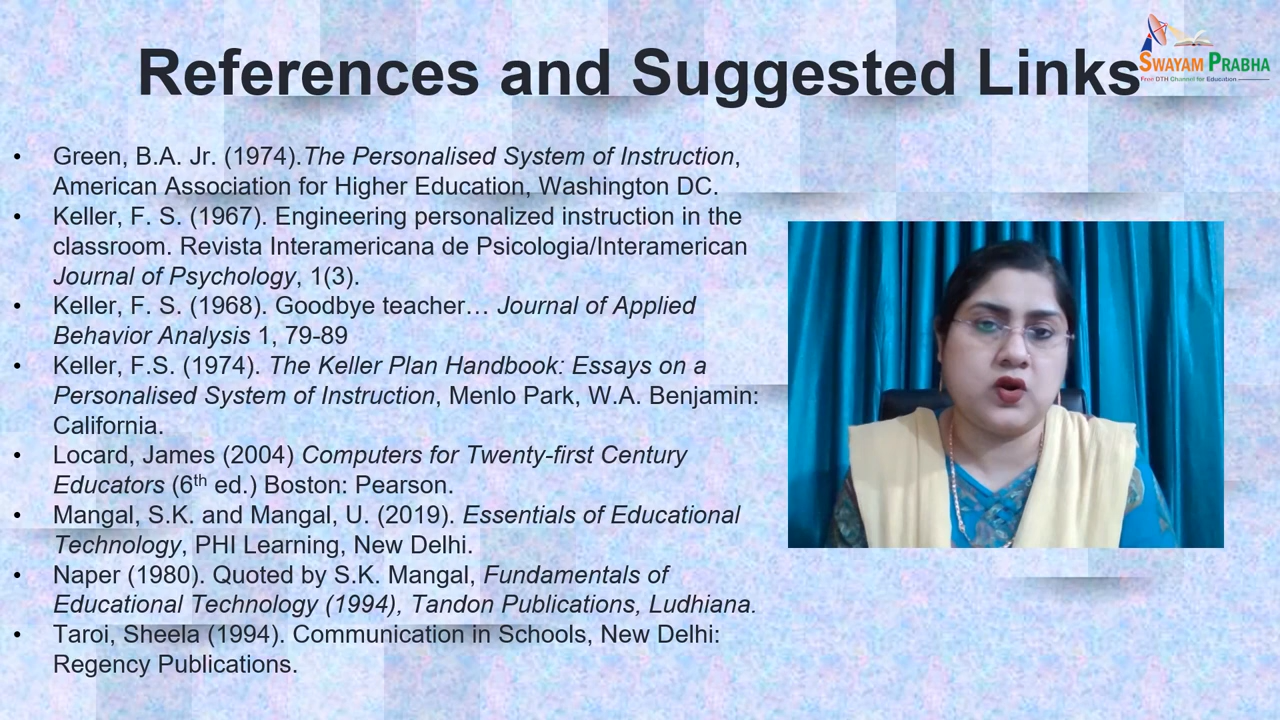 References and Suggested Links
SWAYAM PRABHA
Free DTH Channel for Education
• Green, B.A. Jr. (1974).The Personalised System of Instruction,
American Association for Higher Education, Washington DC.
• Keller, F. S. (1967). Engineering personalized instruction in the
classroom. Revista Interamericana de Psicologia/Interamerican
Journal of Psychology, 1(3).
• Keller, F. S. (1968). Goodbye teacher… Journal of Applied
Behavior Analysis 1, 79-89
• Keller, F.S. (1974). The Keller Plan Handbook: Essays on a
Personalised System of Instruction, Menlo Park, W.A. Benjamin:
California.
• Locard, James (2004) Computers for Twenty-first Century
Educators (6th ed.) Boston: Pearson.
• Mangal, S.K. and Mangal, U. (2019). Essentials of Educational
Technology, PHI Learning, New Delhi.
• Naper (1980). Quoted by S.K. Mangal, Fundamentals of
Educational Technology (1994), Tandon Publications, Ludhiana.
• Taroi, Sheela (1994). Communication in Schools, New Delhi:
Regency Publications.